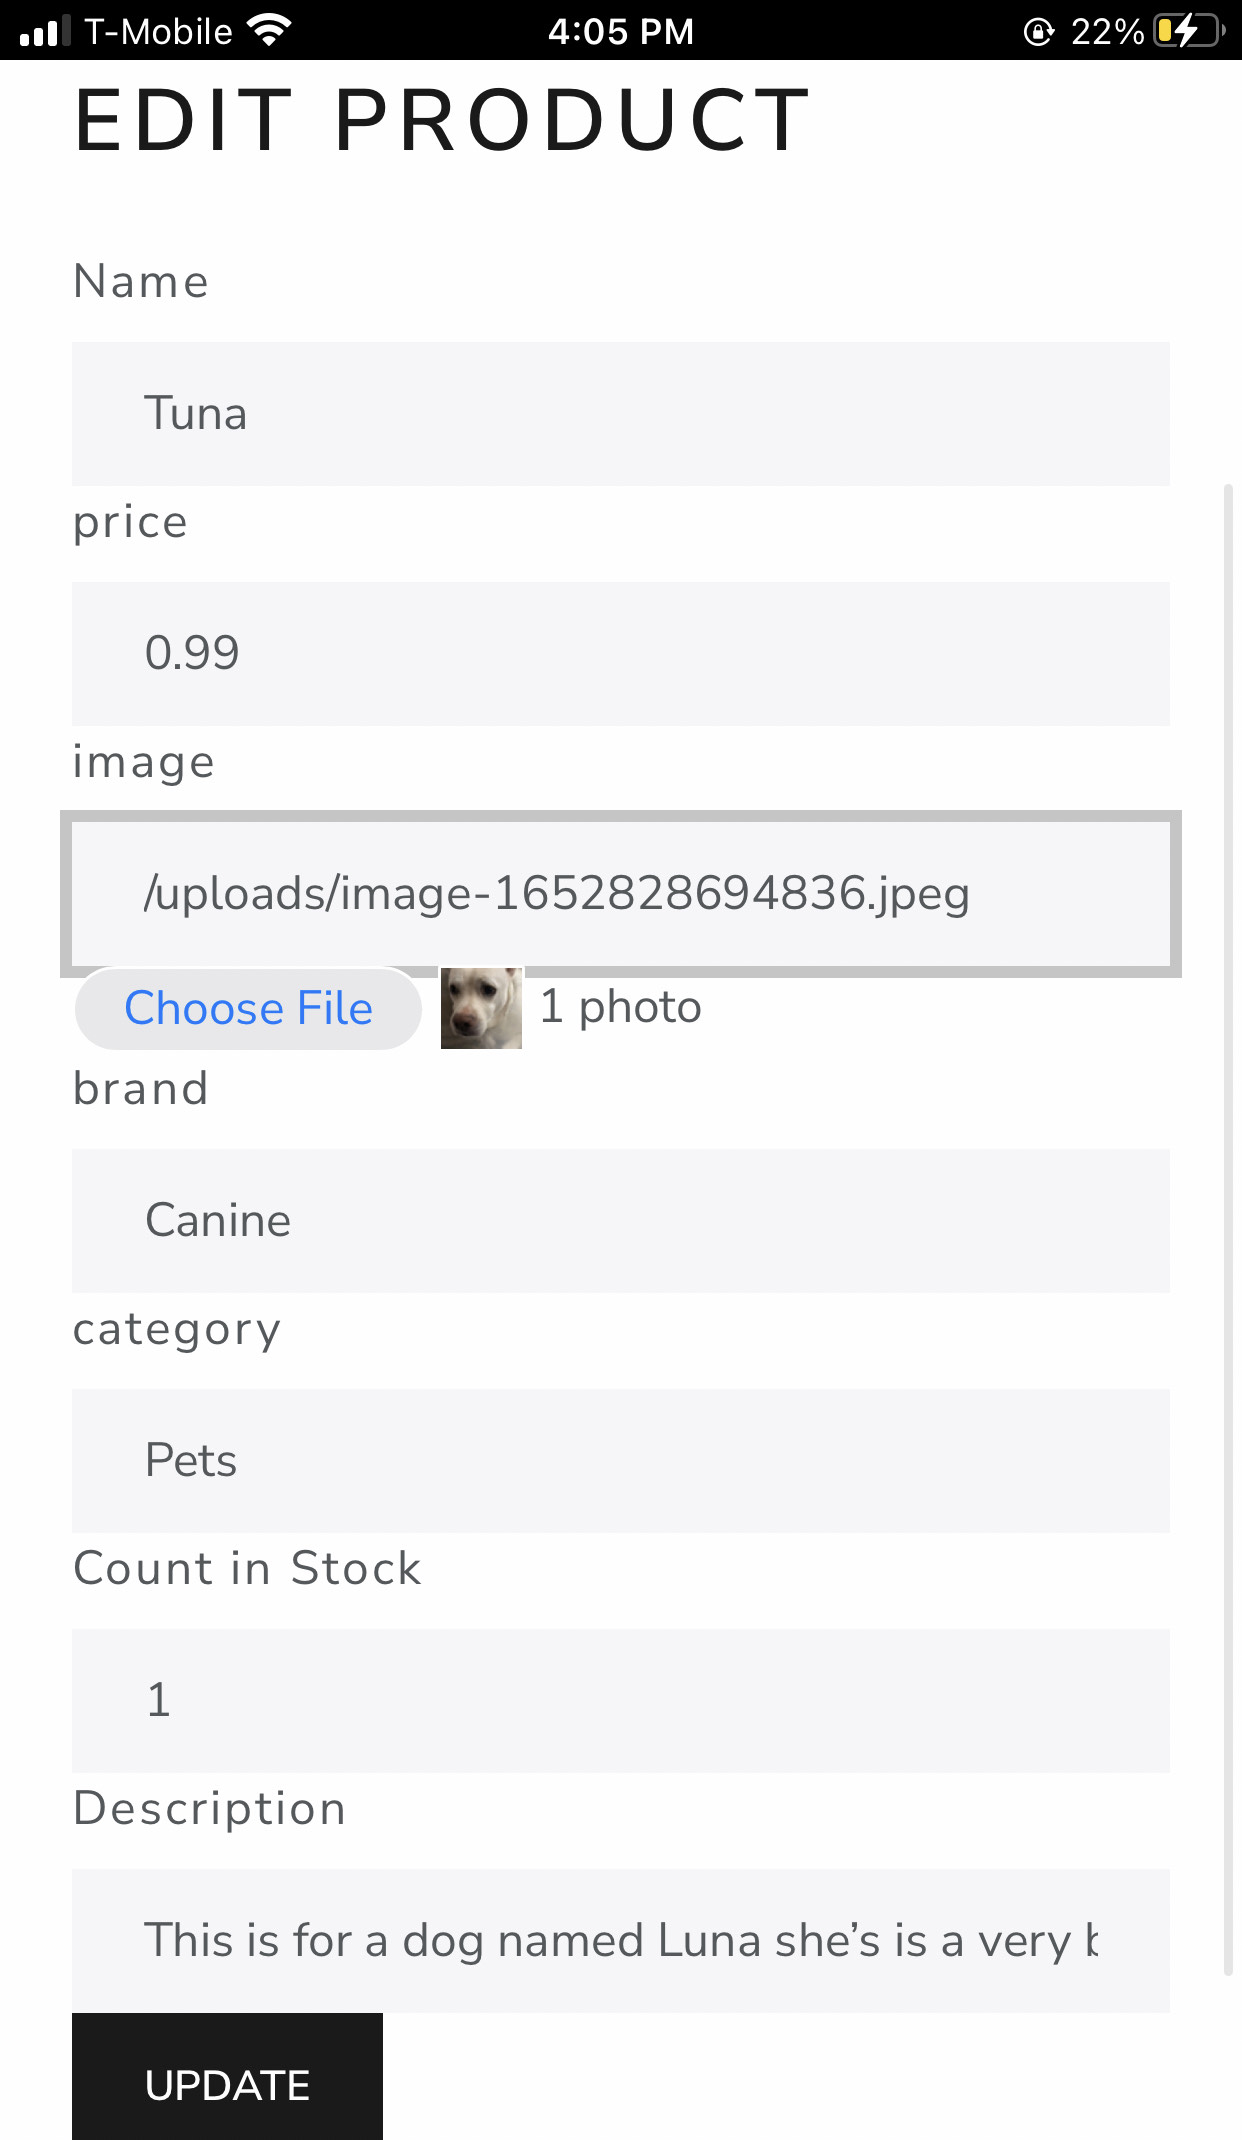 T-Mobile 4:05 PM 22%
EDIT PRODUCT
Name
Tuna
price
0.99
image
/uploads/image-1652828694836.jpeg
Choose File 1 photo
brand
Canine
category
Pets
Count in Stock
1
Description
This is for a dog named Luna she’s is a very
UPDATE